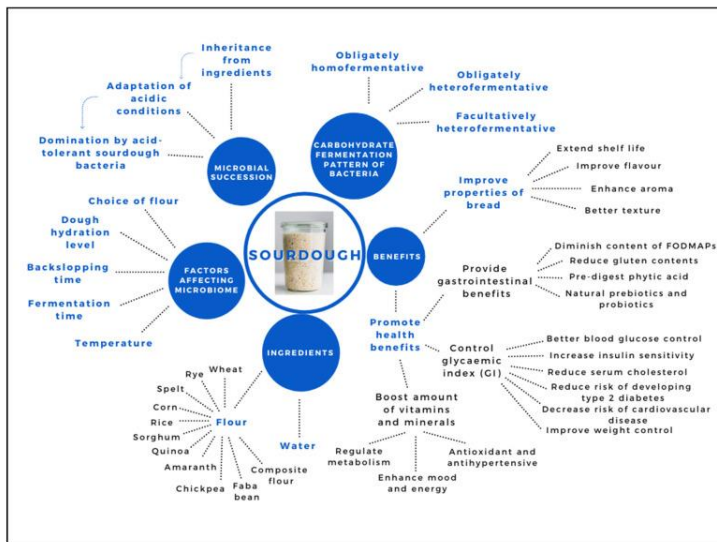 Inheritance
from
ingredients
Adaptation of
acidic
conditions
Domination by acid-
tolerant sourdough
bacteria
MICROBIAL
SUCCESSION
Obligately
homofermentative
Obligately
heterofermentative
Facultatively
heterofermentative
CARBOHYDRATE
FERMENTATION
PATTERN OF
BACTERIA
Improve
properties of
bread
Extend shelf life
Improve flavour
Enhance aroma
Better texture
SOURDOUGH
BENEFITS
Choice of flour
Dough
hydration
level
Backslopping
time
Fermentation
time
Temperature
FACTORS
AFFECTING
MICROBIOME
Provide
gastrointestinal
benefits
Diminish content of FODMAPs
Reduce gluten contents
Pre-digest phytic acid
Natural prebiotics and
probiotics
Promote
health
benefits
Control
glycaemic
index (GI)
Better blood glucose control
Increase insulin sensitivity
Reduce serum cholesterol
Reduce risk of developing
type 2 diabetes
Decrease risk of cardiovascular
disease
Improve weight control
Boost amount
of vitamins
and minerals
Regulate
metabolism
Enhance mood
and energy
Antioxidant and
antihypertensive
INGREDIENTS
Wheat
Rye
Spelt
Corn
Rice
Sorghum
Quinoa
Amaranth
Chickpea
Faba
bean
Composite
flour
Flour
Water